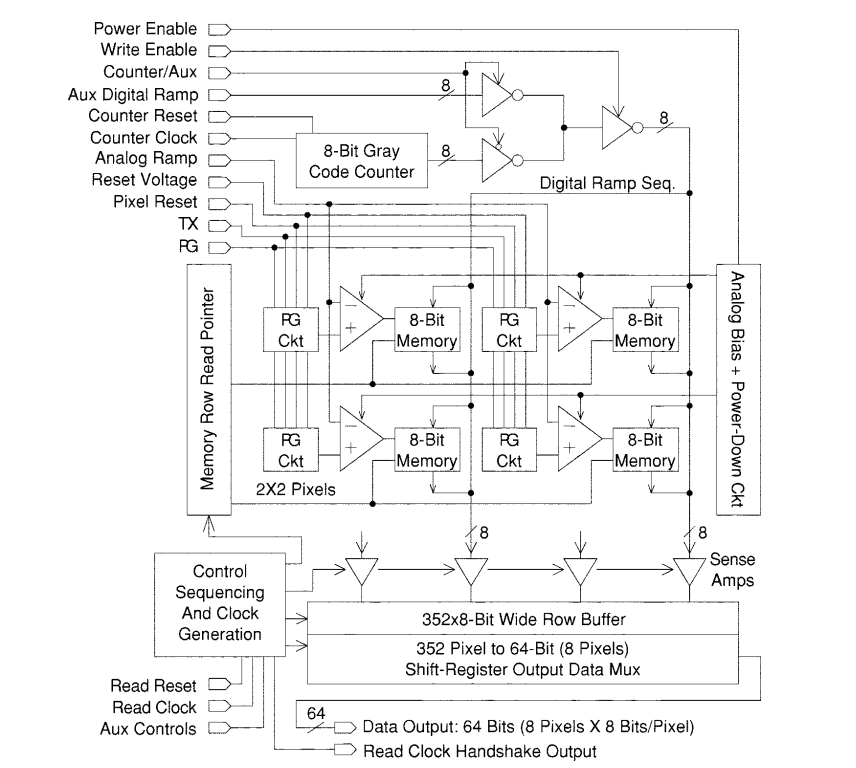 Power Enable
Write Enable
Counter/Aux
Aux Digital Ramp
8
Counter Reset
8
Counter Clock
Analog Ramp
8-Bit Gray
Code Counter
8
Reset Voltage
Digital Ramp Seq.
Pixel Reset
TX
PG
Memory Row Read Pointer
Analog Bias + Power-Down Ckt
PG
Ckt
−
+
8-Bit
Memory
PG
Ckt
−
+
8-Bit
Memory
PG
Ckt
−
+
8-Bit
Memory
PG
Ckt
−
+
8-Bit
Memory
2X2 Pixels
8
8
Sense
Amps
Control
Sequencing
And Clock
Generation
352x8-Bit Wide Row Buffer
352 Pixel to 64-Bit (8 Pixels)
Shift-Register Output Data Mux
Read Reset
Read Clock
Aux Controls
64
Data Output: 64 Bits (8 Pixels X 8 Bits/Pixel)
Read Clock Handshake Output